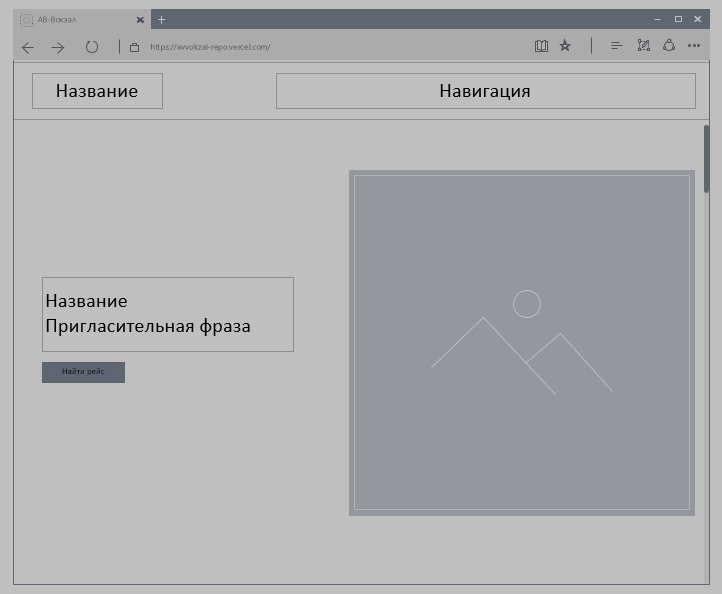 АВ-Вокзал
https://avvokzal-repo.vercel.com/
Название
Навигация
Название
Пригласительная фраза
Найти рейс